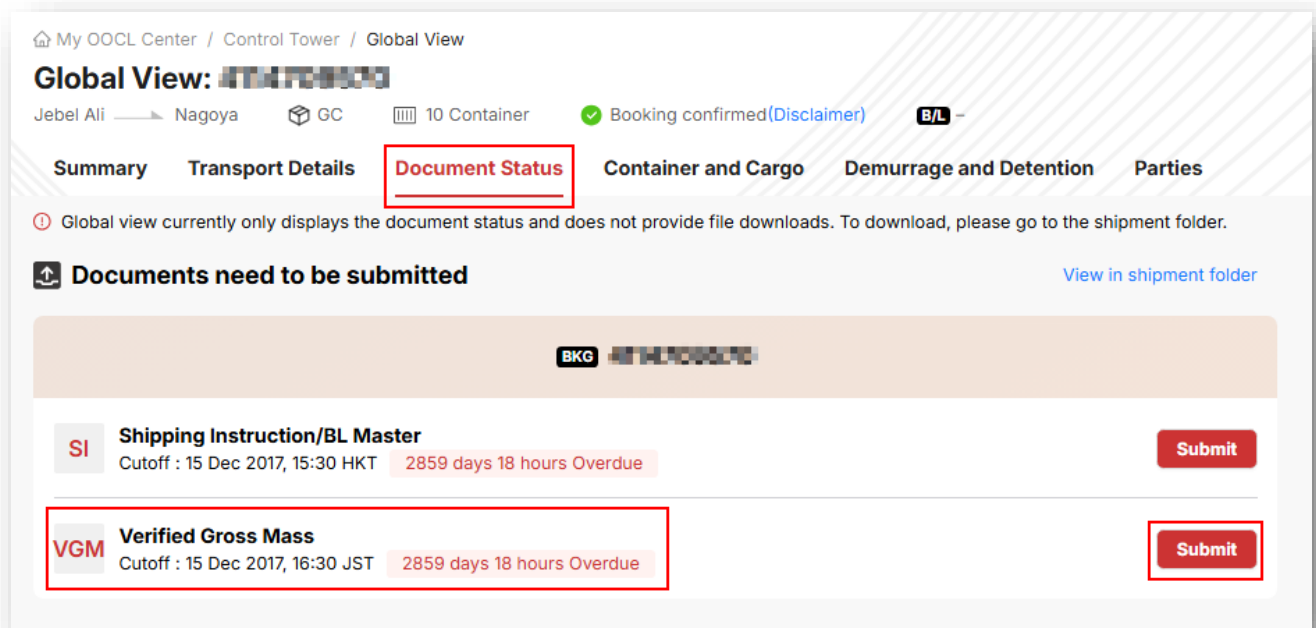 My OOCL Center / Control Tower / Global View
Global View:
Jebel Ali Nagoya GC 10 Container Booking confirmed(Disclaimer) B/L –
Summary Transport Details Document Status Container and Cargo Demurrage and Detention Parties
Global view currently only displays the document status and does not provide file downloads. To download, please go to the shipment folder.
Documents need to be submitted View in shipment folder
BKG
SI Shipping Instruction/BL Master
Cutoff : 15 Dec 2017, 15:30 HKT 2859 days 18 hours Overdue
Submit
VGM Verified Gross Mass
Cutoff : 15 Dec 2017, 16:30 JST 2859 days 18 hours Overdue
Submit